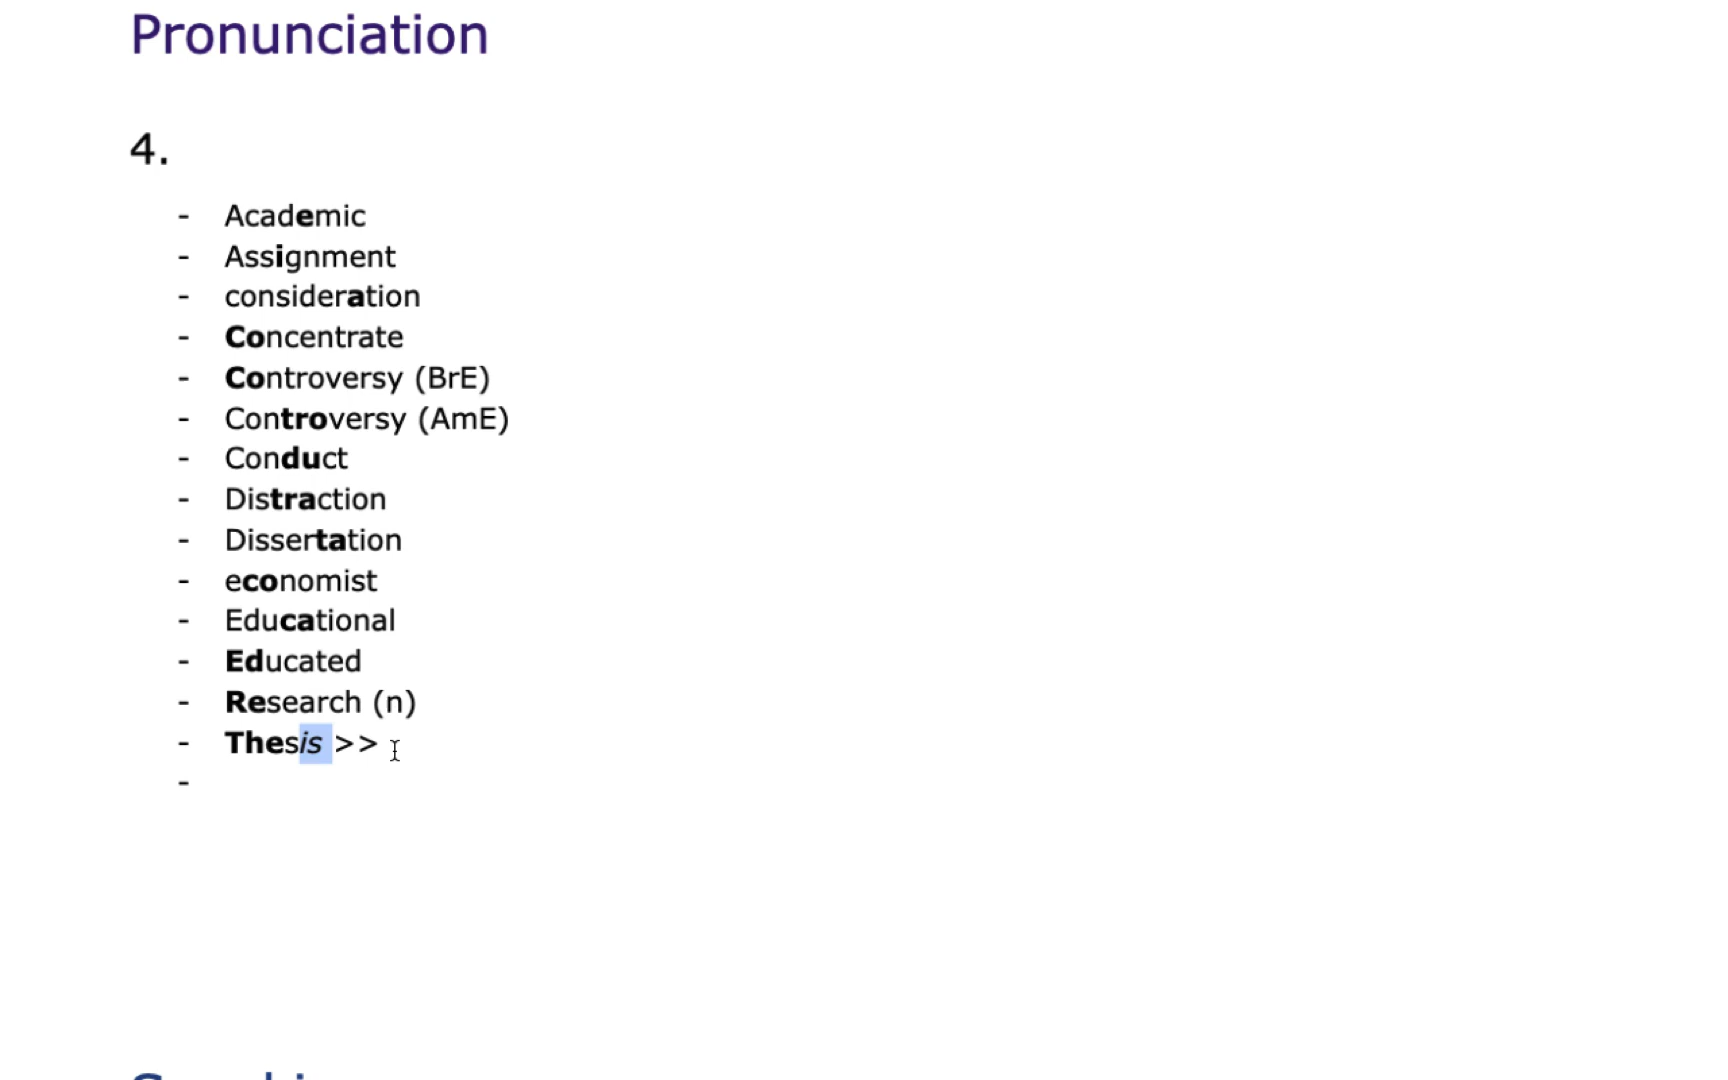 Pronunciation
4.
- Academic
- Assignment
- consideration
- Concentrate
- Controversy (BrE)
- Controversy (AmE)
- Conduct
- Distraction
- Dissertation
- economist
- Educational
- Educated
- Research (n)
- Thesis >>
-